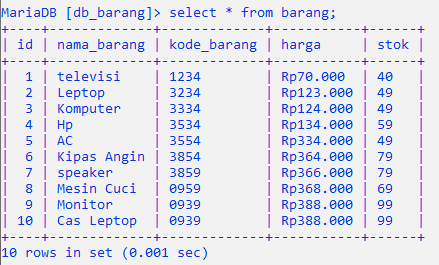 MariaDB [db_barang]> select * from barang;
+----+-------------+-------------+-----------+------+
| id | nama_barang | kode_barang | harga     | stok |
+----+-------------+-------------+-----------+------+
|  1 | televisi    | 1234        | Rp70.000  | 40   |
|  2 | Leptop      | 3234        | Rp123.000 | 49   |
|  3 | Komputer    | 3334        | Rp124.000 | 49   |
|  4 | Hp          | 3534        | Rp134.000 | 59   |
|  5 | AC          | 3554        | Rp334.000 | 49   |
|  6 | Kipas Angin | 3854        | Rp364.000 | 79   |
|  7 | speaker     | 3859        | Rp366.000 | 79   |
|  8 | Mesin Cuci  | 0959        | Rp368.000 | 69   |
|  9 | Monitor     | 0939        | Rp388.000 | 99   |
| 10 | Cas Leptop  | 0939        | Rp388.000 | 99   |
+----+-------------+-------------+-----------+------+
10 rows in set (0.001 sec)